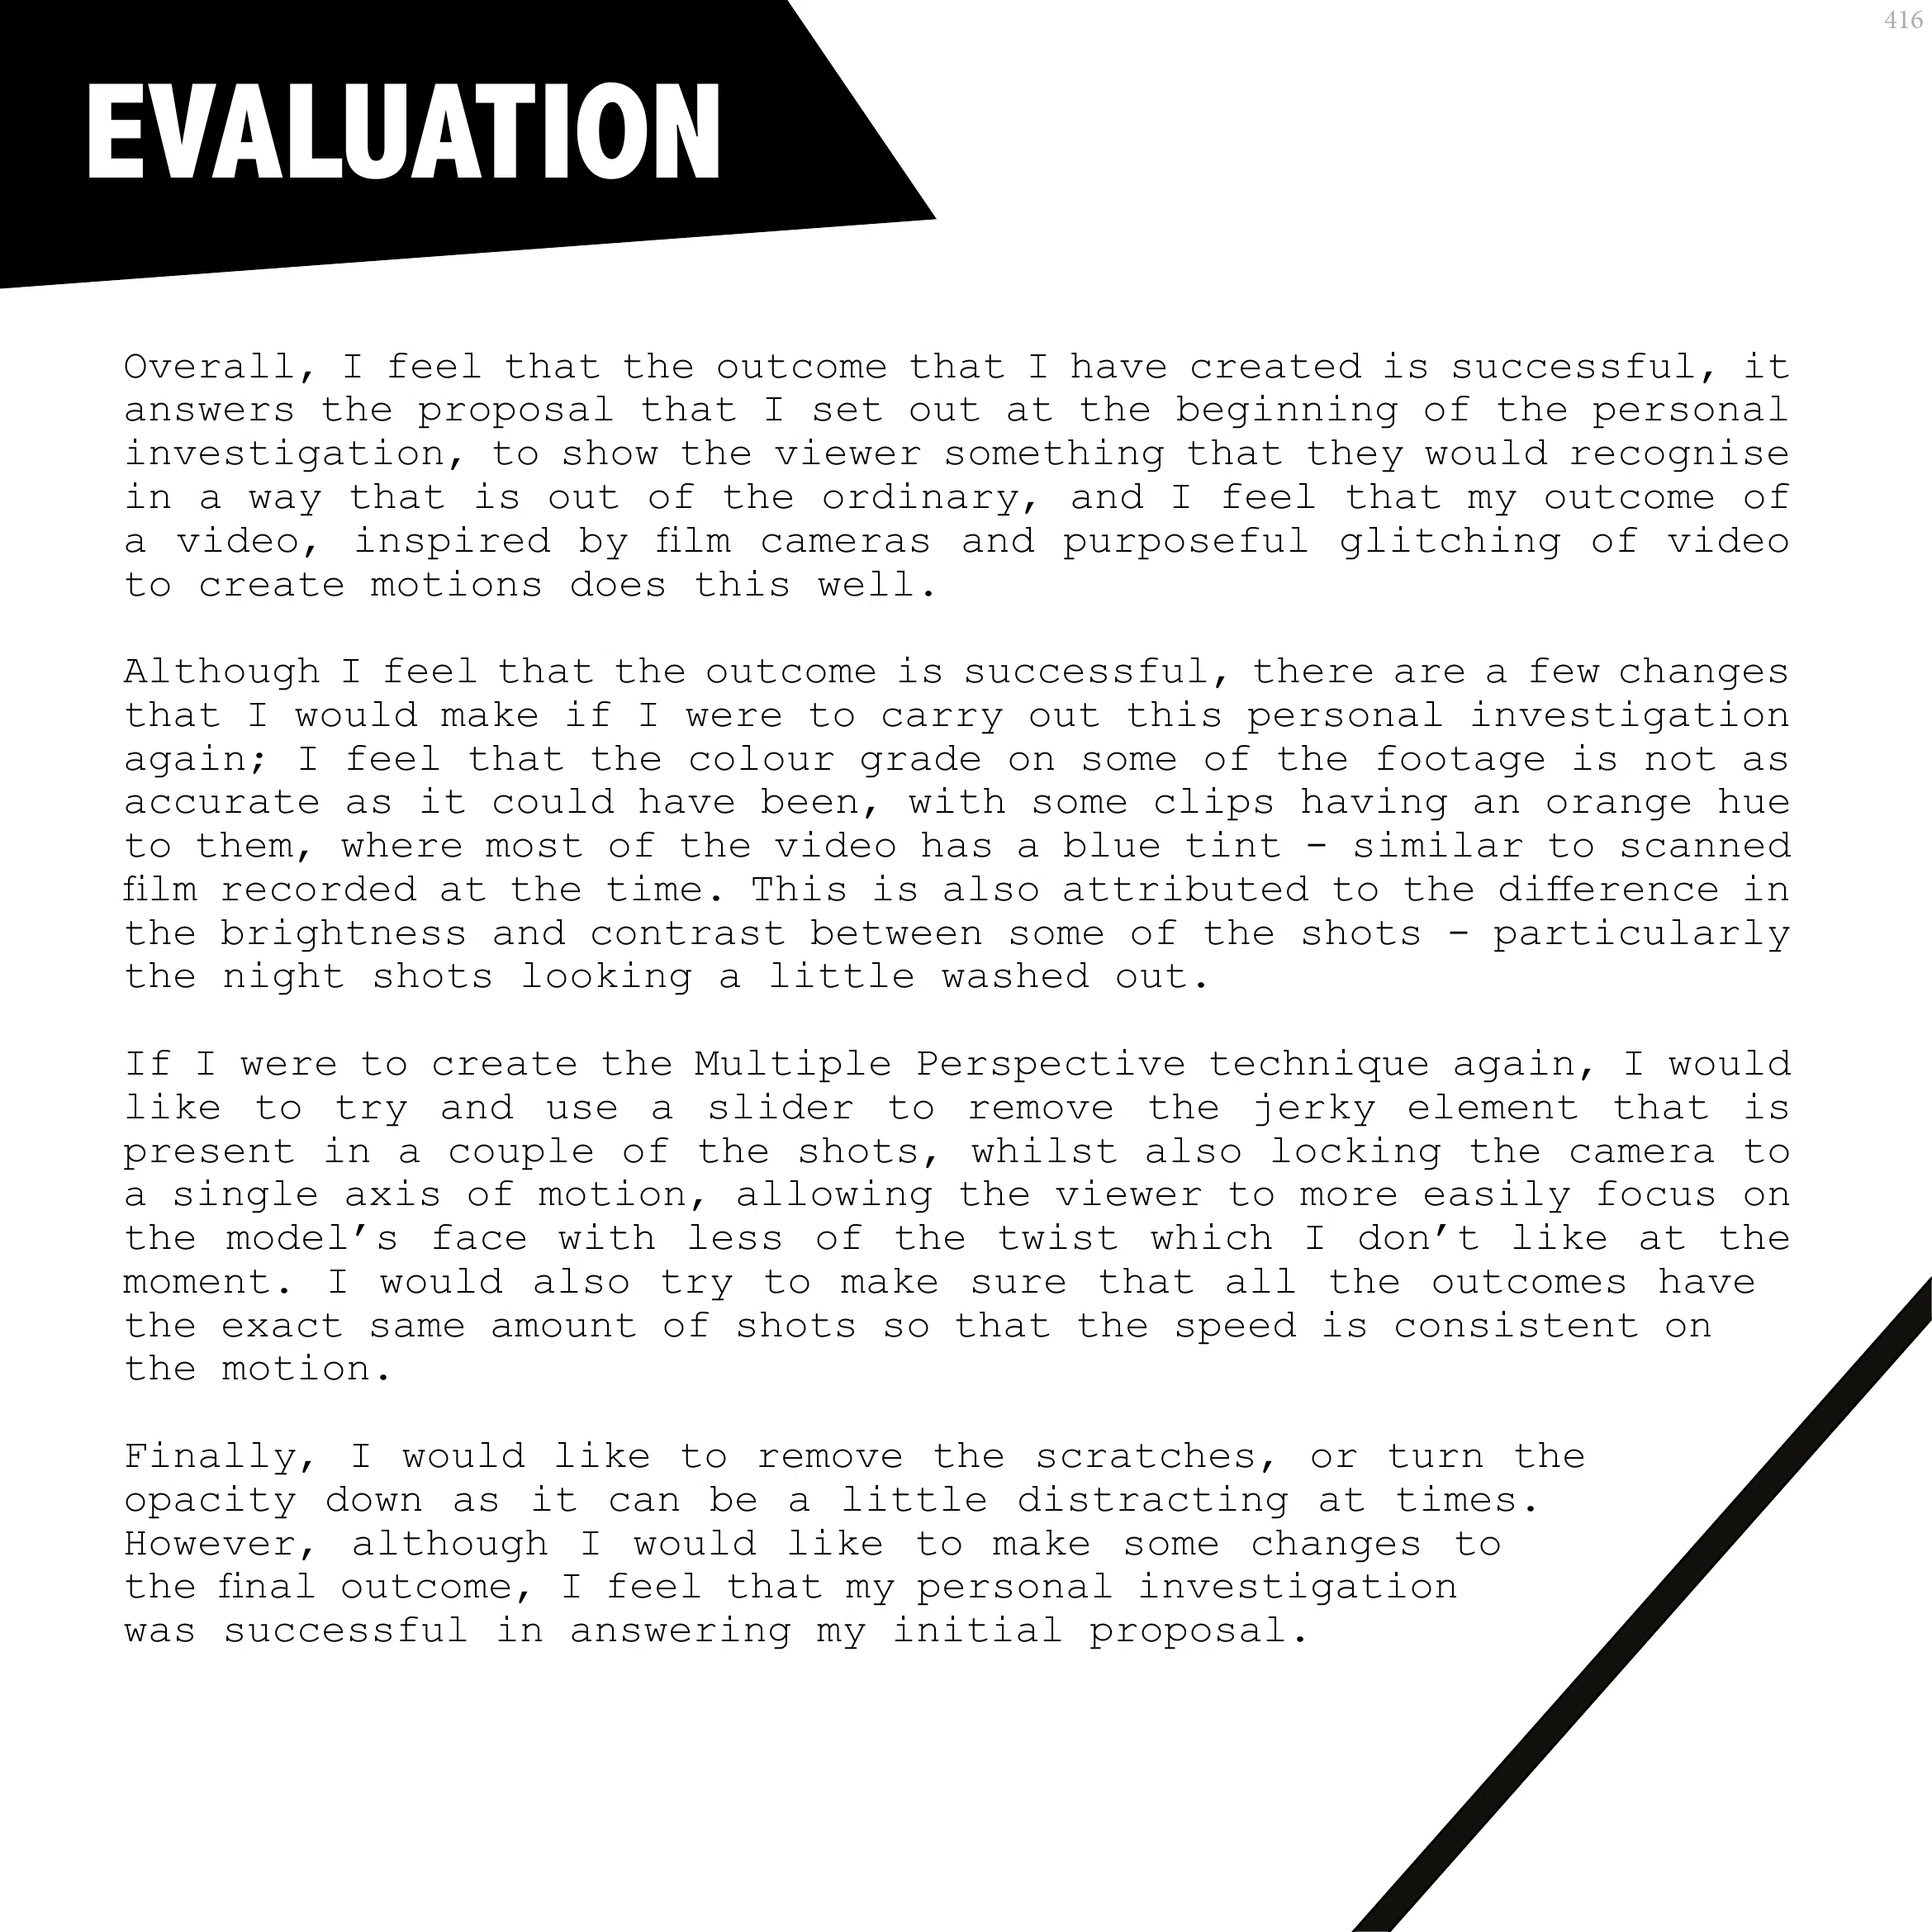 416
EVALUATION
Overall, I feel that the outcome that I have created is successful, it
answers the proposal that I set out at the beginning of the personal
investigation, to show the viewer something that they would recognise
in a way that is out of the ordinary, and I feel that my outcome of
a video, inspired by film cameras and purposeful glitching of video
to create motions does this well.
Although I feel that the outcome is successful, there are a few changes
that I would make if I were to carry out this personal investigation
again; I feel that the colour grade on some of the footage is not as
accurate as it could have been, with some clips having an orange hue
to them, where most of the video has a blue tint - similar to scanned
film recorded at the time. This is also attributed to the difference in
the brightness and contrast between some of the shots - particularly
the night shots looking a little washed out.
If I were to create the Multiple Perspective technique again, I would
like to try and use a slider to remove the jerky element that is
present in a couple of the shots, whilst also locking the camera to
a single axis of motion, allowing the viewer to more easily focus on
the model's face with less of the twist which I don't like at the
moment. I would also try to make sure that all the outcomes have
the exact same amount of shots so that the speed is consistent on
the motion.
Finally, I would like to remove the scratches, or turn the
opacity down as it can be a little distracting at times.
However, although I would like to make some changes to
the final outcome, I feel that my personal investigation
was successful in answering my initial proposal.